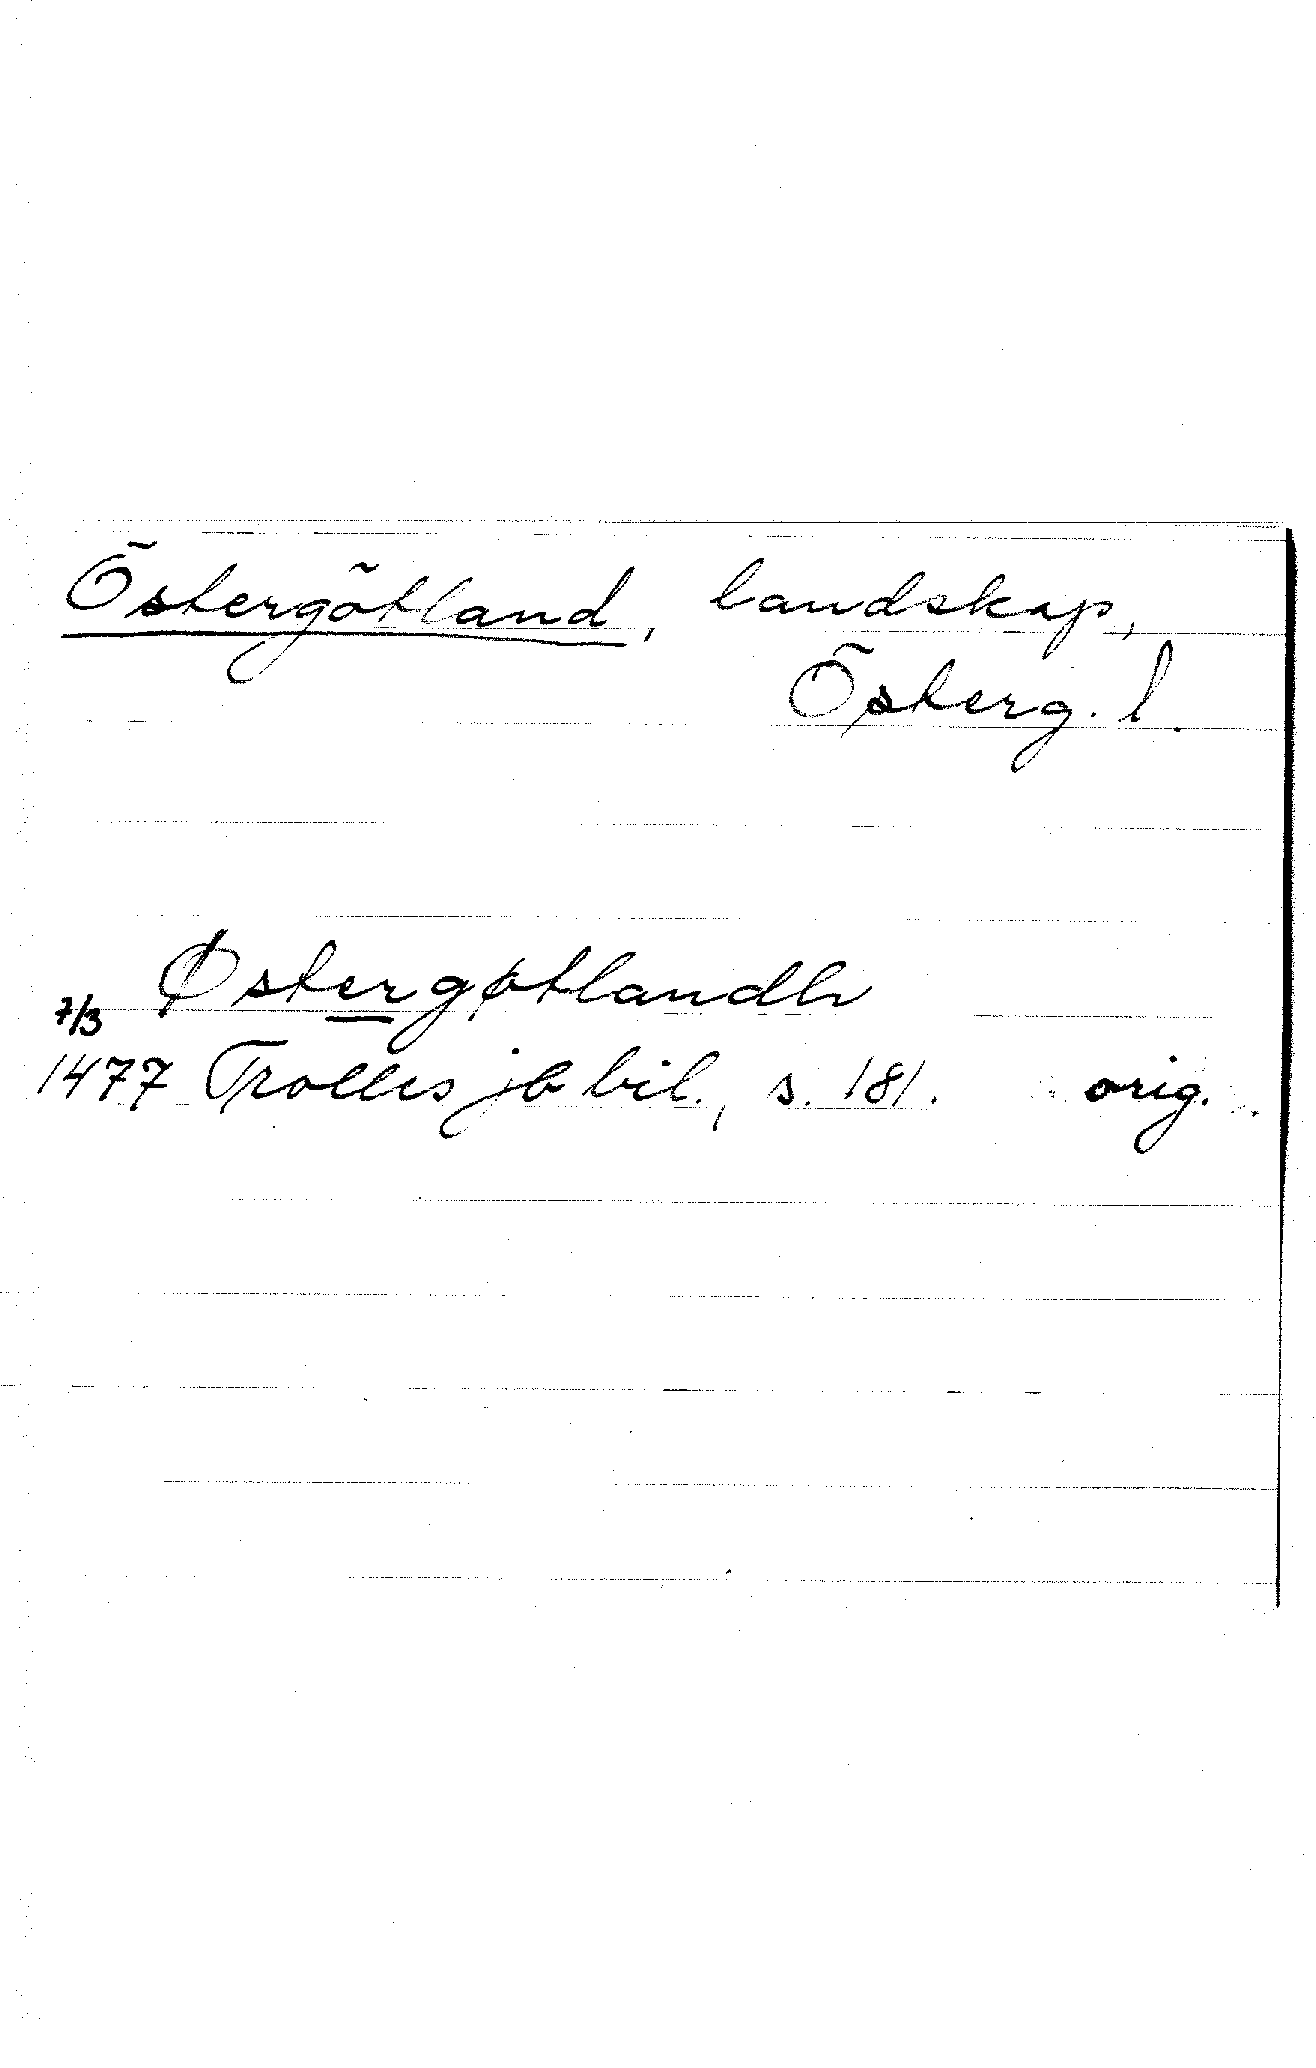 Östergötland, landskap,
Österg. l.
Østergøtlandh
7/3
1477 Trolles jb bil., s. 181. orig.